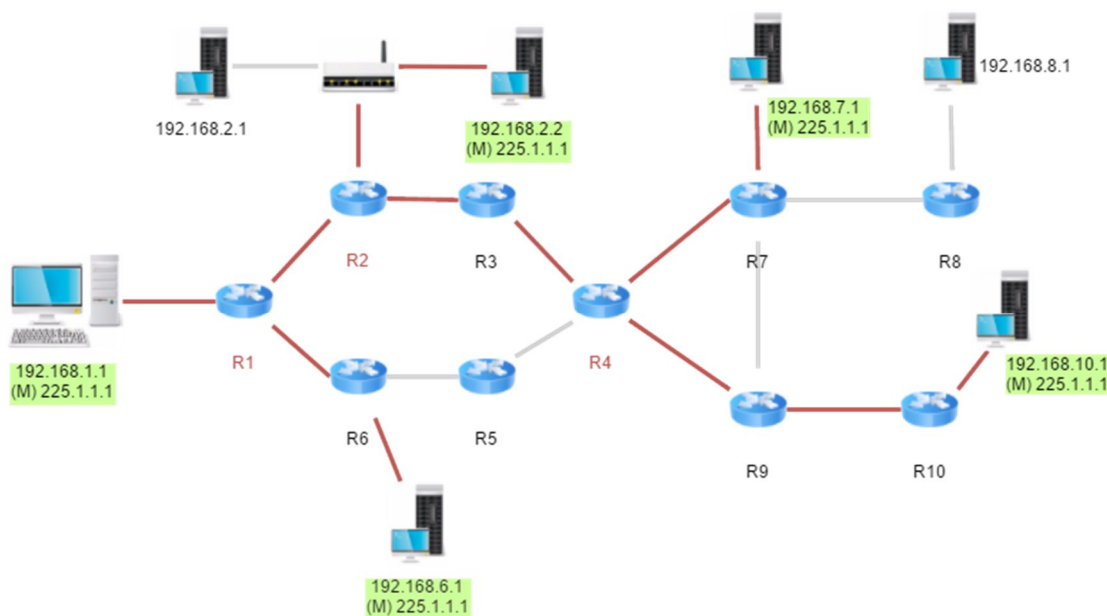 192.168.2.1
192.168.2.2
(M) 225.1.1.1
192.168.7.1
(M) 225.1.1.1
192.168.8.1
R2
R3
R7
R8
192.168.1.1
(M) 225.1.1.1
R1
R4
192.168.10.1
(M) 225.1.1.1
R6
R5
R9
R10
192.168.6.1
(M) 225.1.1.1